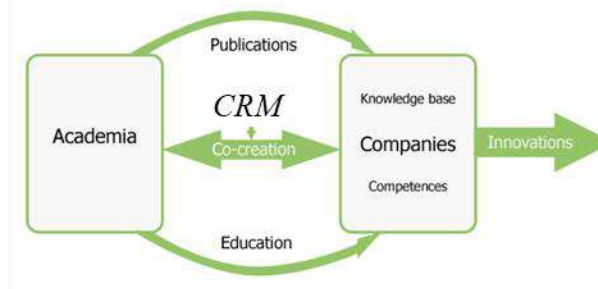 Publications
CRM
Knowledge base
Academia
Co-creation
Companies
Innovations
Competences
Education